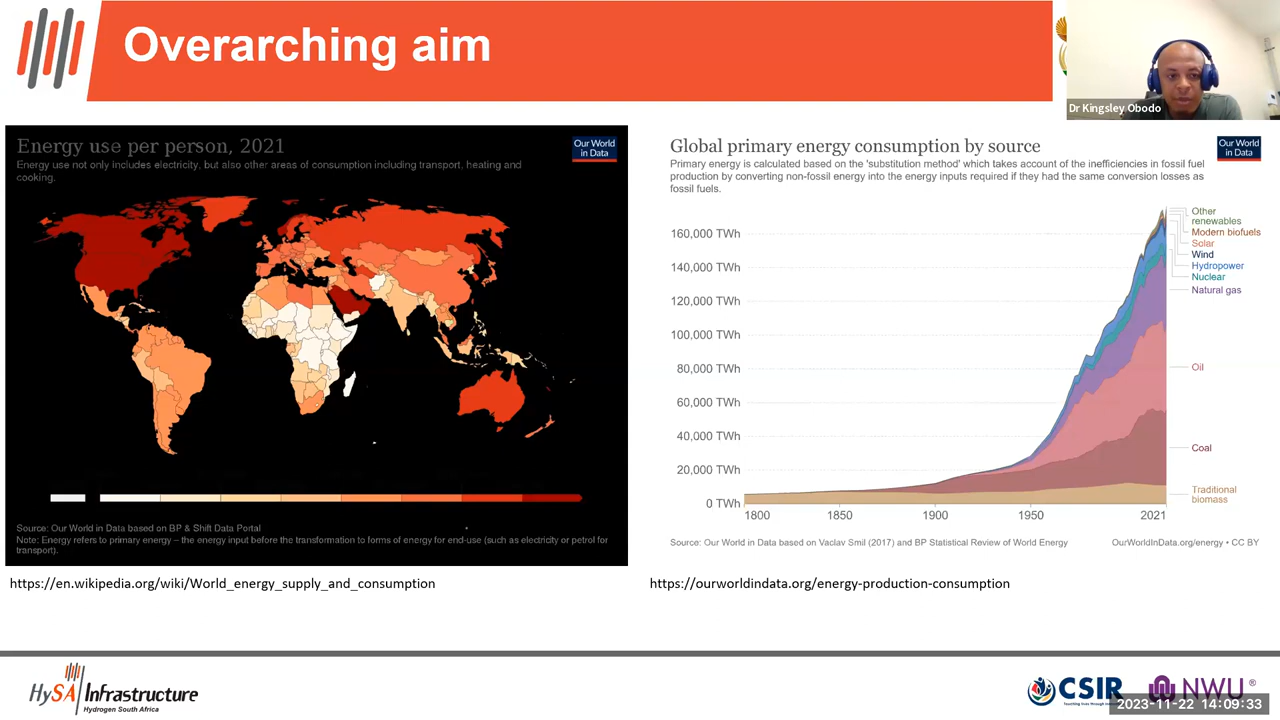 Overarching aim
Dr Kingsley Obodo
Energy use per person, 2021
Energy use not only includes electricity, but also other areas of consumption including transport, heating and
cooking.
Our World
in Data
Source: Our World in Data based on BP & Shift Data Portal
Note: Energy refers to primary energy – the energy input before the transformation to forms of energy for end-use (such as electricity or petrol for
transport).
https://en.wikipedia.org/wiki/World_energy_supply_and_consumption
Global primary energy consumption by source
Primary energy is calculated based on the 'substitution method' which takes account of the inefficiencies in fossil fuel
production by converting non-fossil energy into the energy inputs required if they had the same conversion losses as
fossil fuels.
Our World
in Data
160,000 TWh
140,000 TWh
120,000 TWh
100,000 TWh
80,000 TWh
60,000 TWh
40,000 TWh
20,000 TWh
0 TWh
1800
1850
1900
1950
2021
Other
renewables
Modern biofuels
Solar
Wind
Hydropower
Nuclear
Natural gas
Oil
Coal
Traditional
biomass
Source: Our World in Data based on Vaclav Smil (2017) and BP Statistical Review of World Energy
OurWorldInData.org/energy • CC BY
https://ourworldindata.org/energy-production-consumption
HySA Infrastructure
Hydrogen South Africa
CSIR
NWU®
2023-11-22 14:09:33